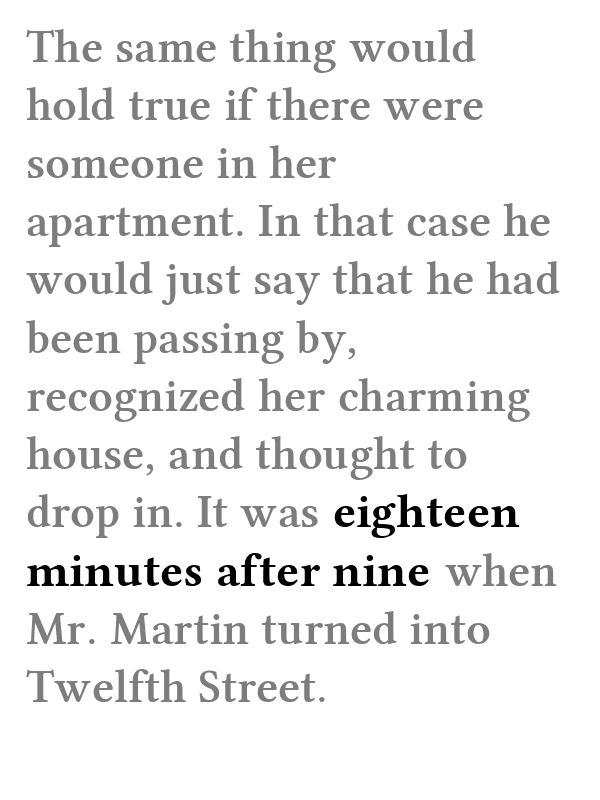 The same thing would
hold true if there were
someone in her
apartment. In that case he
would just say that he had
been passing by,
recognized her charming
house, and thought to
drop in. It was eighteen
minutes after nine when
Mr. Martin turned into
Twelfth Street.